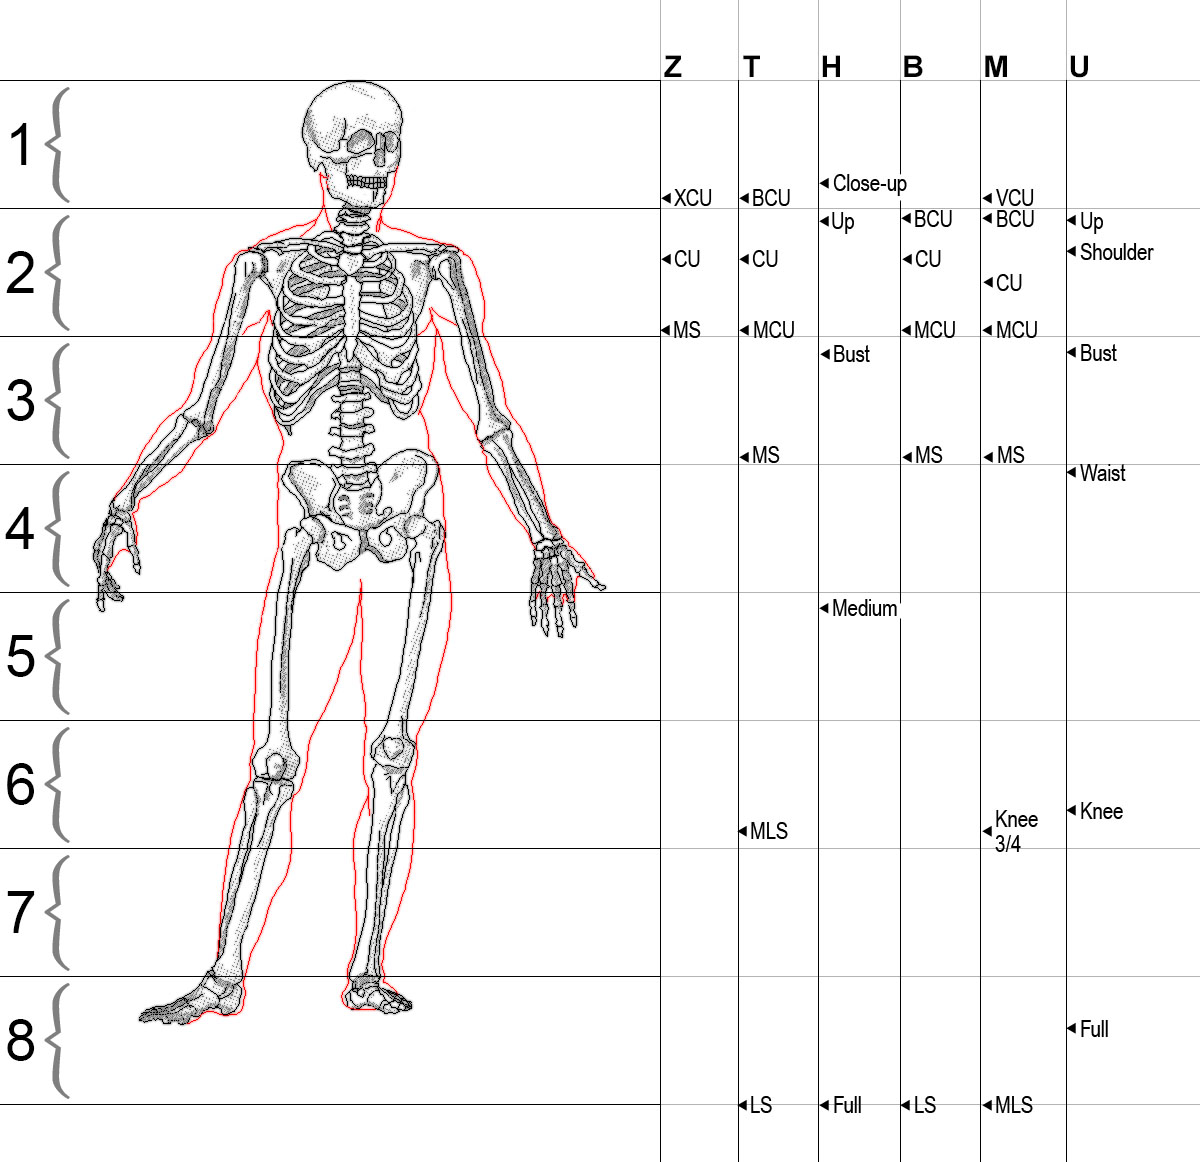 Z T H B M U
1
Close-up
XCU BCU VCU
2
Up BCU BCU Up
Shoulder
CU CU CU
CU
MS MCU MCU MCU
3
Bust Bust
MS MS MS
Waist
4
5
Medium
6
Knee
MLS Knee
3/4
7
8
Full
LS Full LS MLS